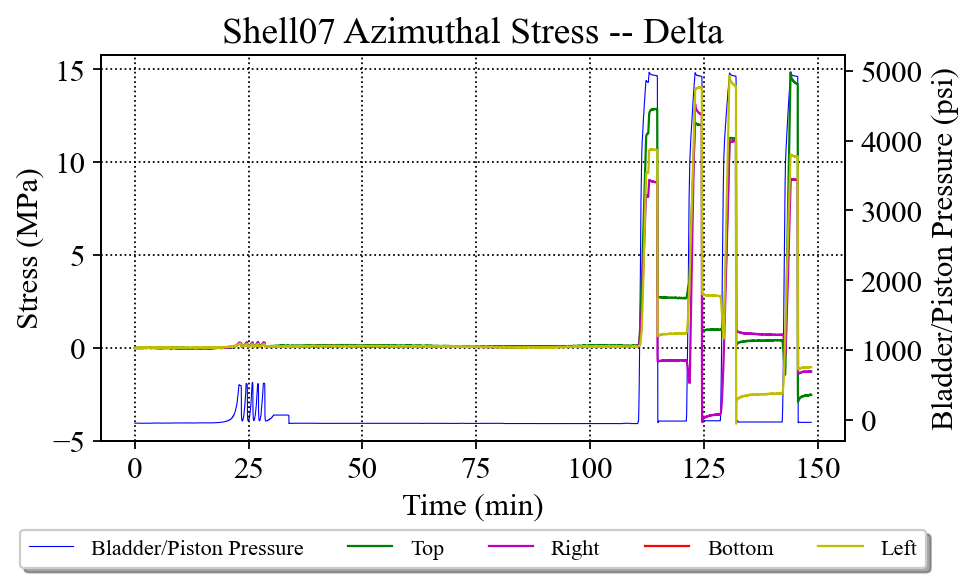 Shell07 Azimuthal Stress -- Delta
15
10
5
0
−5
Stress (MPa)
5000
4000
3000
2000
1000
0
Bladder/Piston Pressure (psi)
0 25 50 75 100 125 150
Time (min)
Bladder/Piston Pressure Top Right Bottom Left